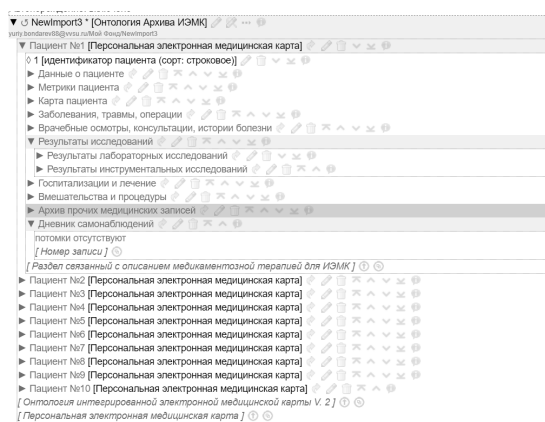 ▼ NewImport3 * [Онтология Архива ИЭМК]
yuriy.bondarev88@vvsu.ru/Мой Фонд/NewImport3
▼ Пациент №1 [Персональная электронная медицинская карта]
◊ 1 [идентификатор пациента (сорт: строковое)]
► Данные о пациенте
► Метрики пациента
► Карта пациента
► Заболевания, травмы, операции
► Врачебные осмотры, консультации, истории болезни
▼ Результаты исследований
► Результаты лабораторных исследований
► Результаты инструментальных исследований
► Госпитализации и лечение
► Вмешательства и процедуры
► Архив прочих медицинских записей
▼ Дневник самонаблюдений
потомки отсутствуют
[ Номер записи ]
[ Раздел связанный с описанием медикаментозной терапией для ИЭМК ]
► Пациент №2 [Персональная электронная медицинская карта]
► Пациент №3 [Персональная электронная медицинская карта]
► Пациент №4 [Персональная электронная медицинская карта]
► Пациент №5 [Персональная электронная медицинская карта]
► Пациент №6 [Персональная электронная медицинская карта]
► Пациент №7 [Персональная электронная медицинская карта]
► Пациент №8 [Персональная электронная медицинская карта]
► Пациент №9 [Персональная электронная медицинская карта]
► Пациент №10 [Персональная электронная медицинская карта]
[ Онтология интегрированной электронной медицинской карты V. 2 ]
[ Персональная электронная медицинская карта ]